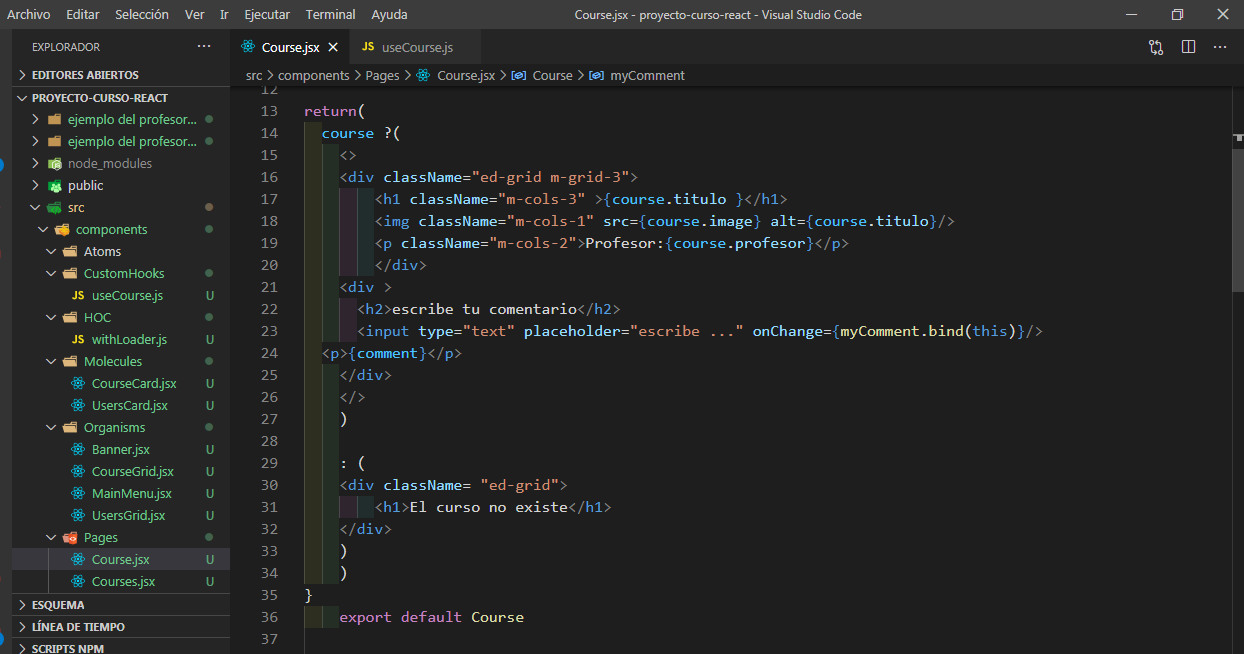 Archivo Editar Selección Ver Ir Ejecutar Terminal Ayuda Course.jsx - proyecto-curso-react - Visual Studio Code
EXPLORADOR ···
EDITORES ABIERTOS
PROYECTO-CURSO-REACT
ejemplo del profesor...
ejemplo del profesor...
node_modules
public
src
components
Atoms
CustomHooks
JS useCourse.js U
HOC
JS withLoader.js U
Molecules
CourseCard.jsx U
UsersCard.jsx U
Organisms
Banner.jsx U
CourseGrid.jsx U
MainMenu.jsx U
UsersGrid.jsx U
Pages
Course.jsx U
Courses.jsx U
ESQUEMA
LÍNEA DE TIEMPO
SCRIPTS NPM
Course.jsx JS useCourse.js
src > components > Pages > Course.jsx > Course > myComment
12
13 return(
14 course ?(
15 <>
16 <div className="ed-grid m-grid-3">
17 <h1 className="m-cols-3" >{course.titulo }</h1>
18 <img className="m-cols-1" src={course.image} alt={course.titulo}/>
19 <p className="m-cols-2">Profesor:{course.profesor}</p>
20 </div>
21 <div >
22 <h2>escribe tu comentario</h2>
23 <input type="text" placeholder="escribe ..." onChange={myComment.bind(this)}/>
24 <p>{comment}</p>
25 </div>
26 </>
27 )
28
29 : (
30 <div className= "ed-grid">
31 <h1>El curso no existe</h1>
32 </div>
33 )
34 )
35 }
36 export default Course
37